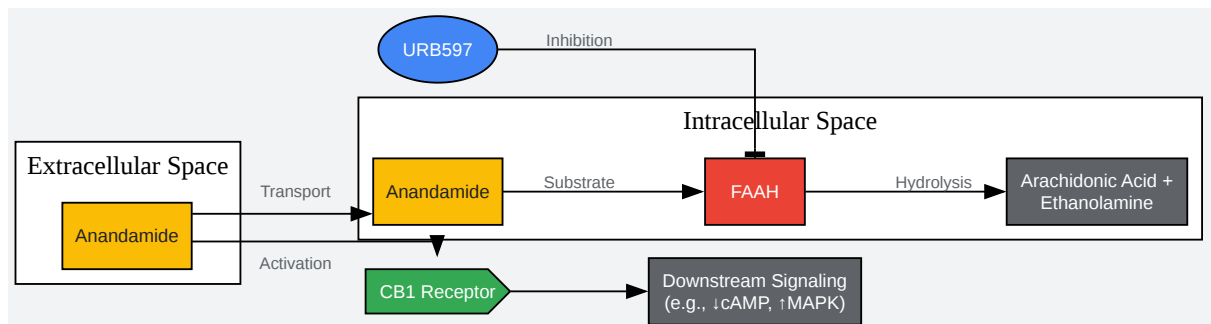 URB597
Inhibition
Intracellular Space
Extracellular Space
Anandamide
Transport
Activation
Anandamide
Substrate
FAAH
Hydrolysis
Arachidonic Acid +
Ethanolamine
CB1 Receptor
Downstream Signaling
(e.g., ↓cAMP, ↑MAPK)